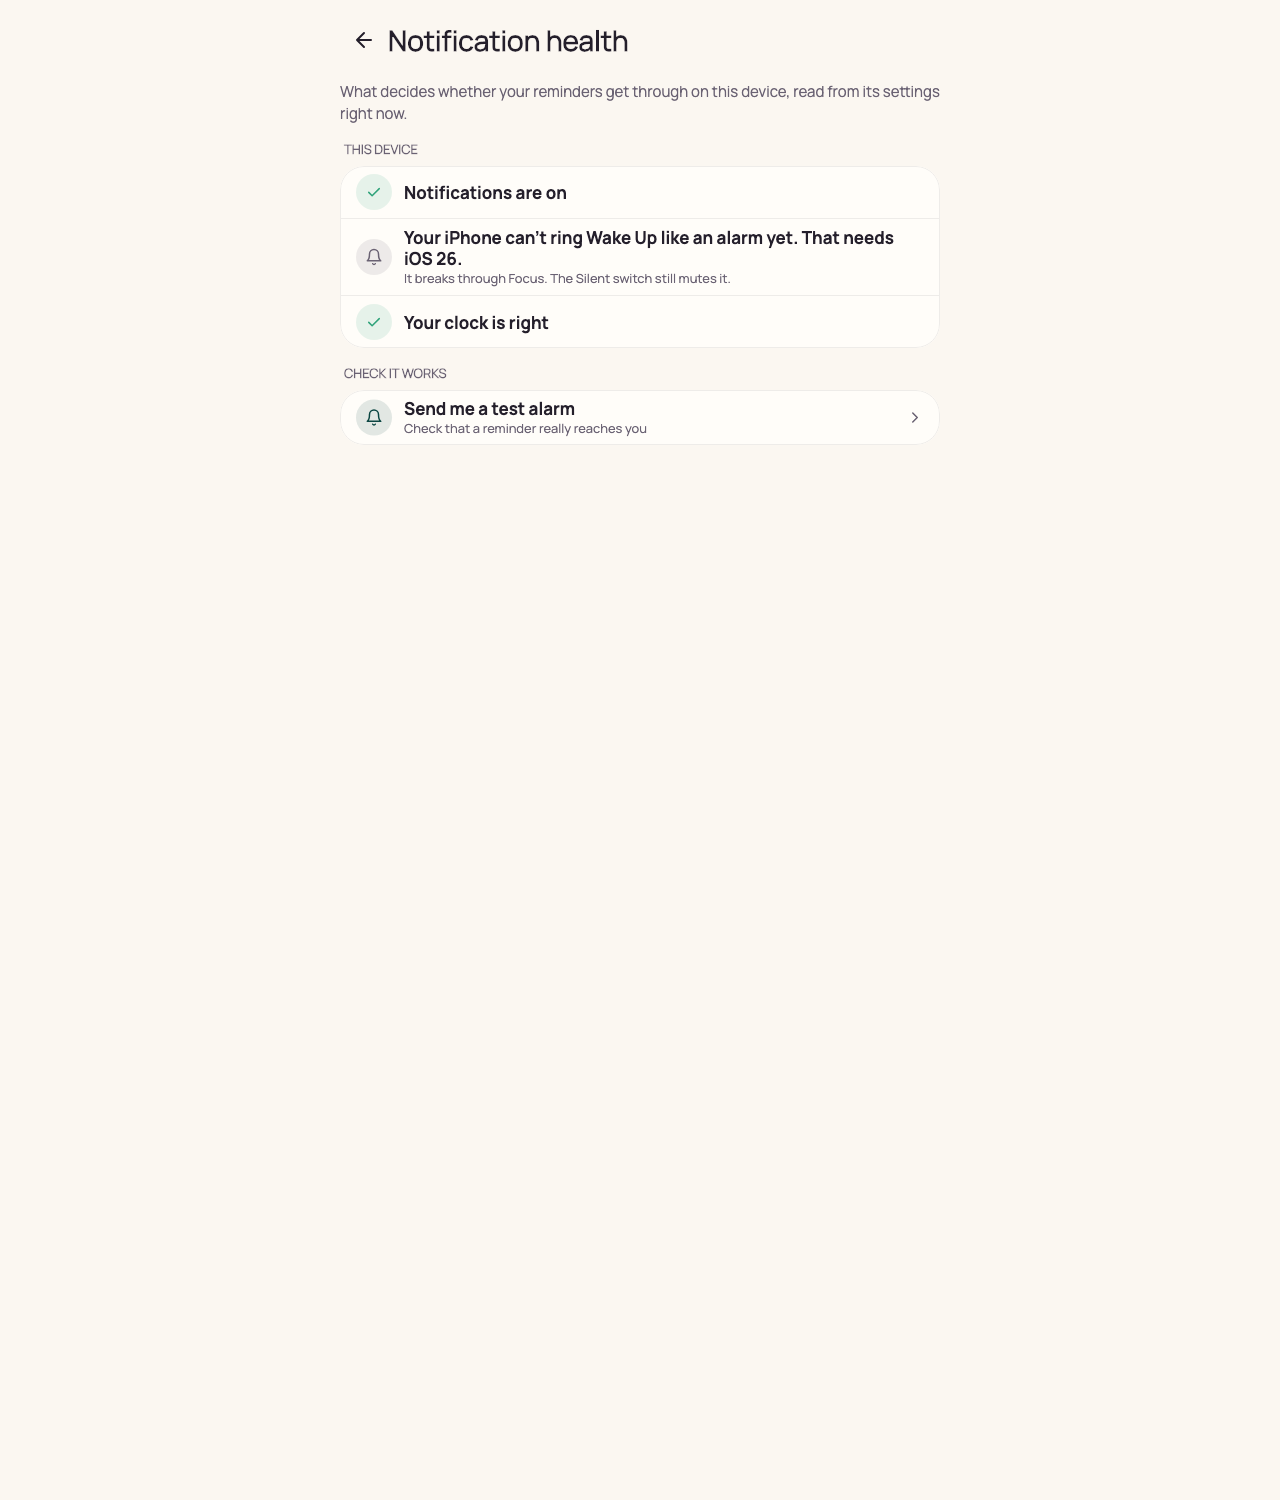 Notification health
What decides whether your reminders get through on this device, read from its settings
right now.
THIS DEVICE
Notifications are on
Your iPhone can’t ring Wake Up like an alarm yet. That needs
iOS 26.
It breaks through Focus. The Silent switch still mutes it.
Your clock is right
CHECK IT WORKS
Send me a test alarm
Check that a reminder really reaches you